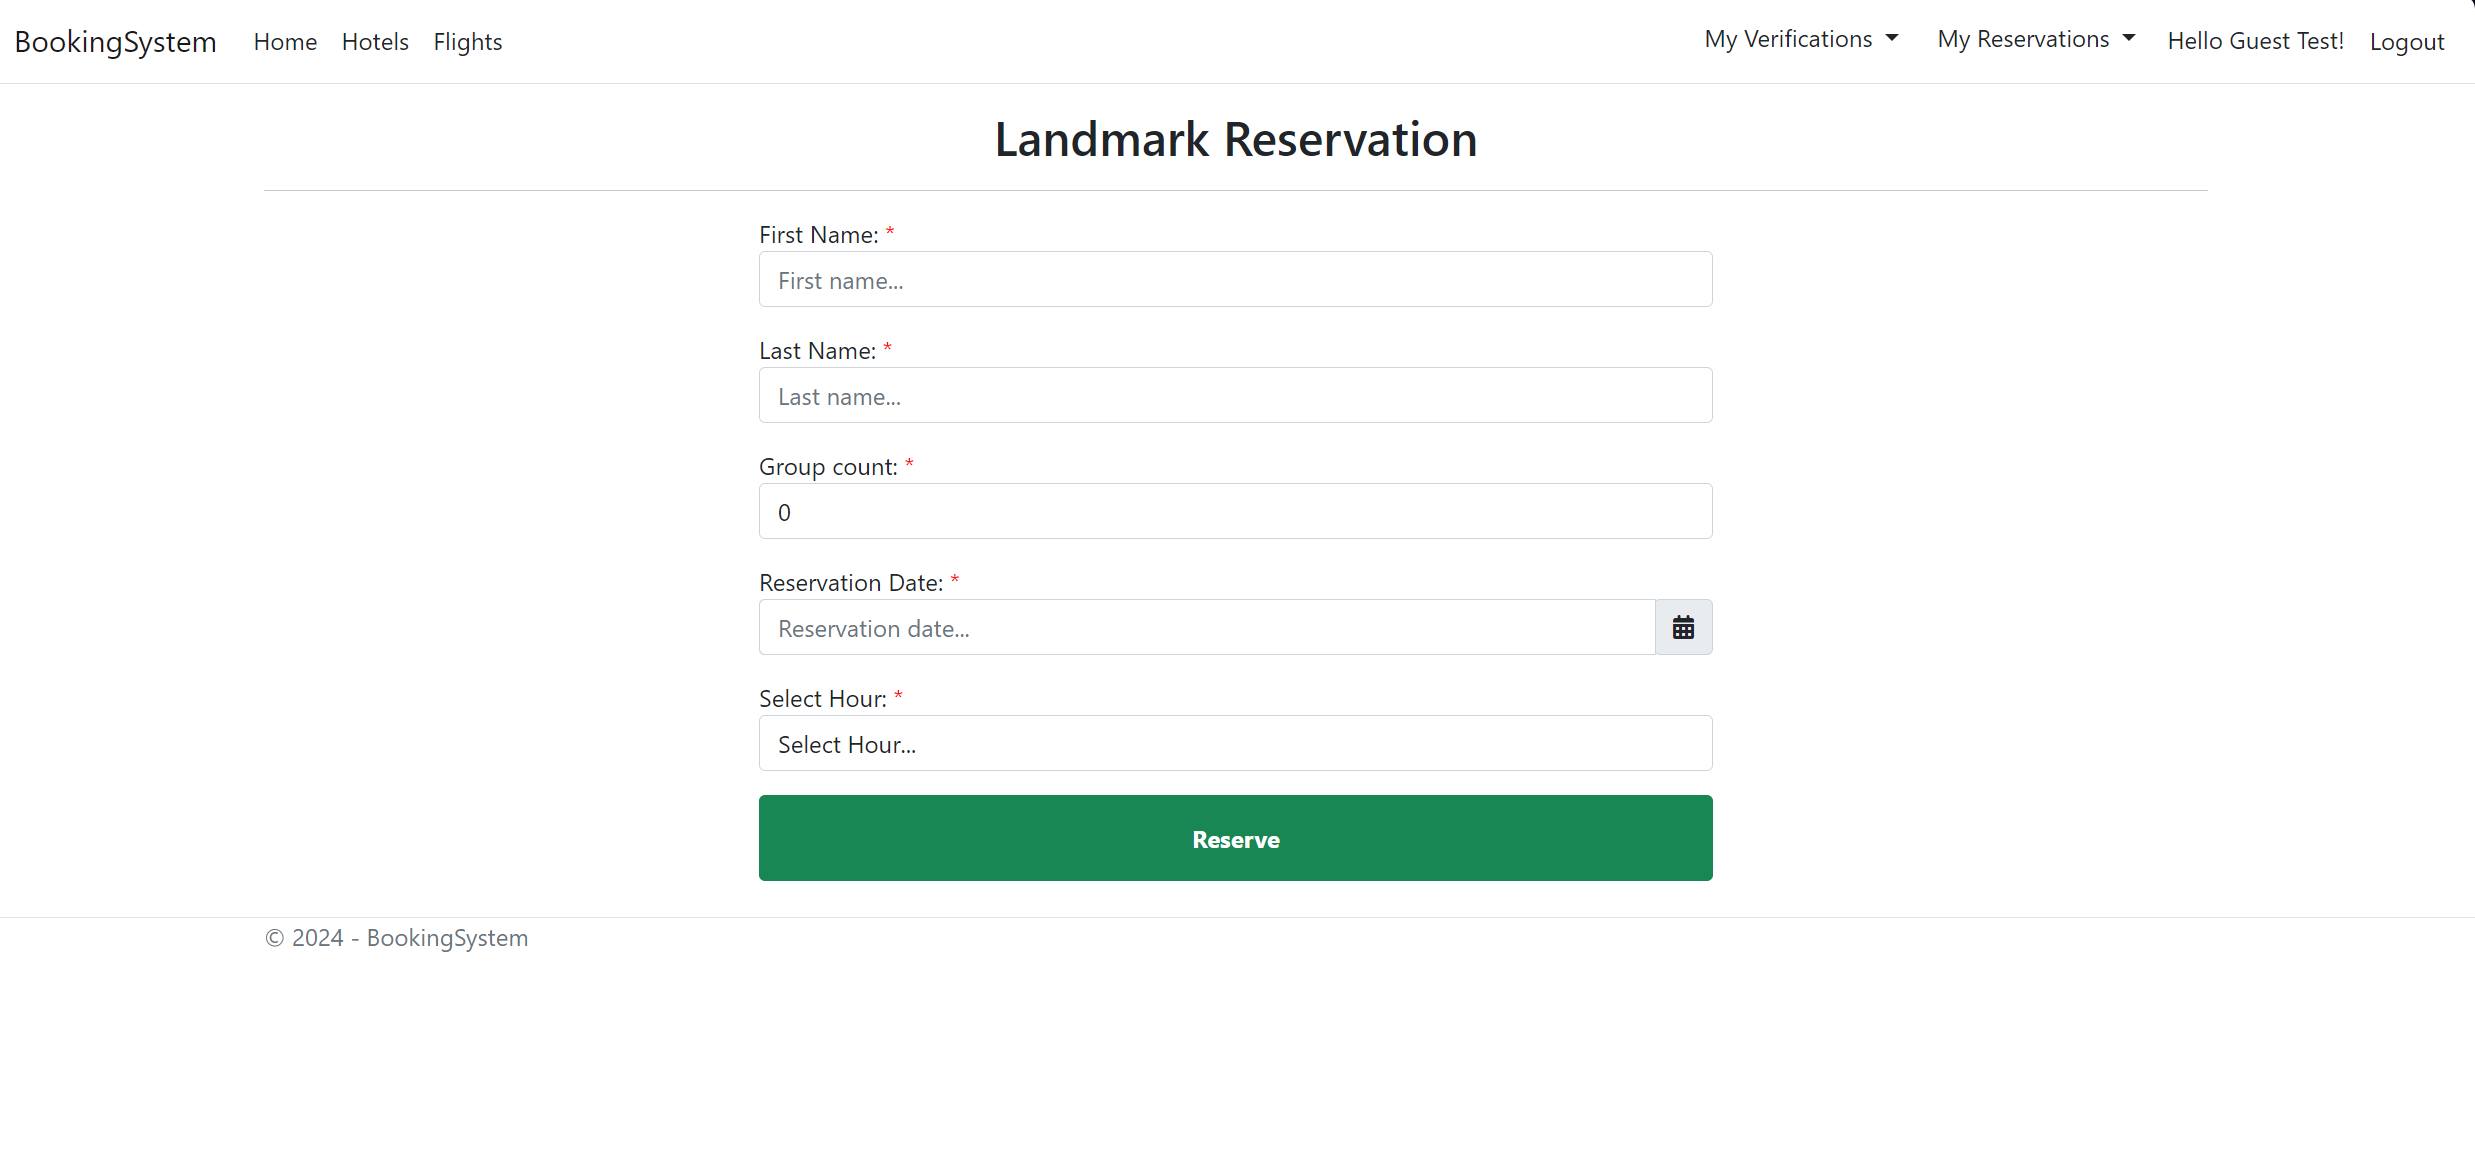 BookingSystem Home Hotels Flights My Verifications My Reservations Hello Guest Test! Logout
Landmark Reservation
First Name: *
First name...
Last Name: *
Last name...
Group count: *
0
Reservation Date: *
Reservation date...
Select Hour: *
Select Hour...
Reserve
© 2024 - BookingSystem